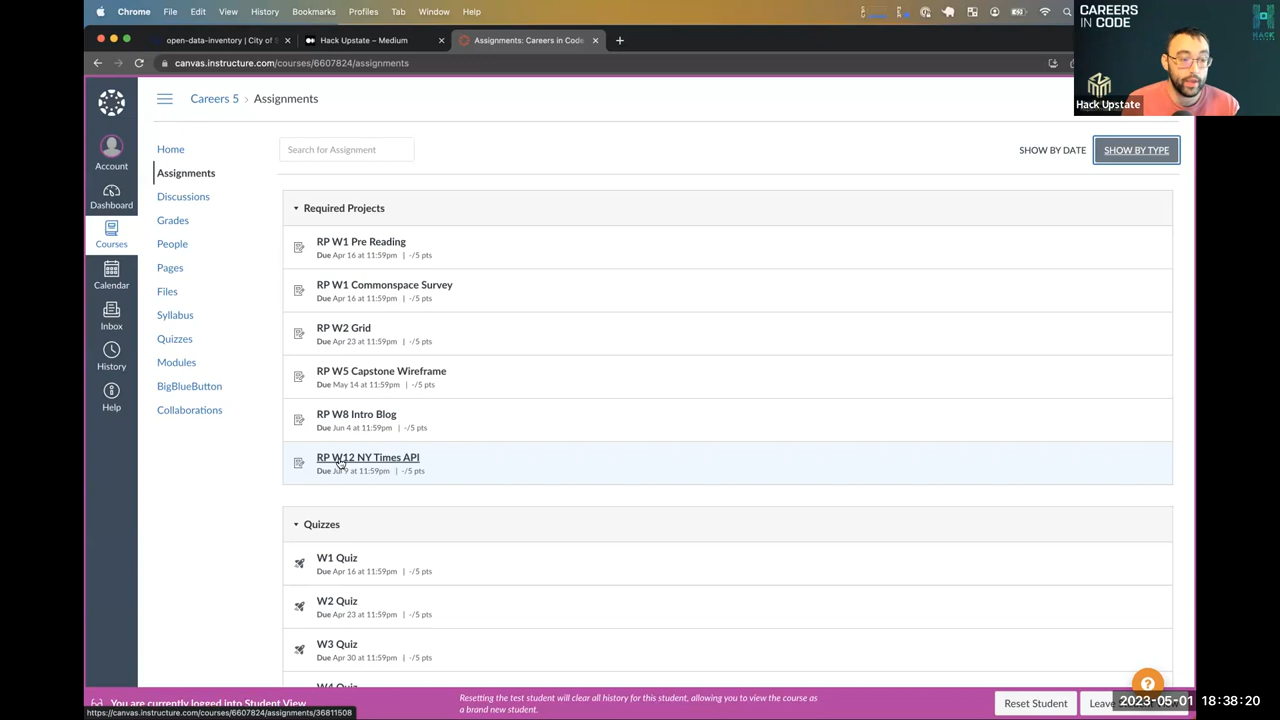 Chrome File Edit View History Bookmarks Profiles Tab Window Help
CAREERS
IN CODE
HACK
Hack Upstate
open-data-inventory | City of
Hack Upstate – Medium
Assignments: Careers in Code
canvas.instructure.com/courses/6607824/assignments
Careers 5 > Assignments
Account
Dashboard
Courses
Calendar
Inbox
History
Help
Home
Assignments
Discussions
Grades
People
Pages
Files
Syllabus
Quizzes
Modules
BigBlueButton
Collaborations
Search for Assignment
SHOW BY DATE
SHOW BY TYPE
Required Projects
RP W1 Pre Reading
Due Apr 16 at 11:59pm | -/5 pts
RP W1 Commonspace Survey
Due Apr 16 at 11:59pm | -/5 pts
RP W2 Grid
Due Apr 23 at 11:59pm | -/5 pts
RP W5 Capstone Wireframe
Due May 14 at 11:59pm | -/5 pts
RP W8 Intro Blog
Due Jun 4 at 11:59pm | -/5 pts
RP W12 NY Times API
Due Jul 9 at 11:59pm | -/5 pts
Quizzes
W1 Quiz
Due Apr 16 at 11:59pm | -/5 pts
W2 Quiz
Due Apr 23 at 11:59pm | -/5 pts
W3 Quiz
Due Apr 30 at 11:59pm | -/5 pts
W4 Quiz
You are currently logged into Student View
Resetting the test student will clear all history for this student, allowing you to view the course as
a brand new student.
Reset Student
Leave
2023-05-01 18:38:20
https://canvas.instructure.com/courses/6607824/assignments/36811508